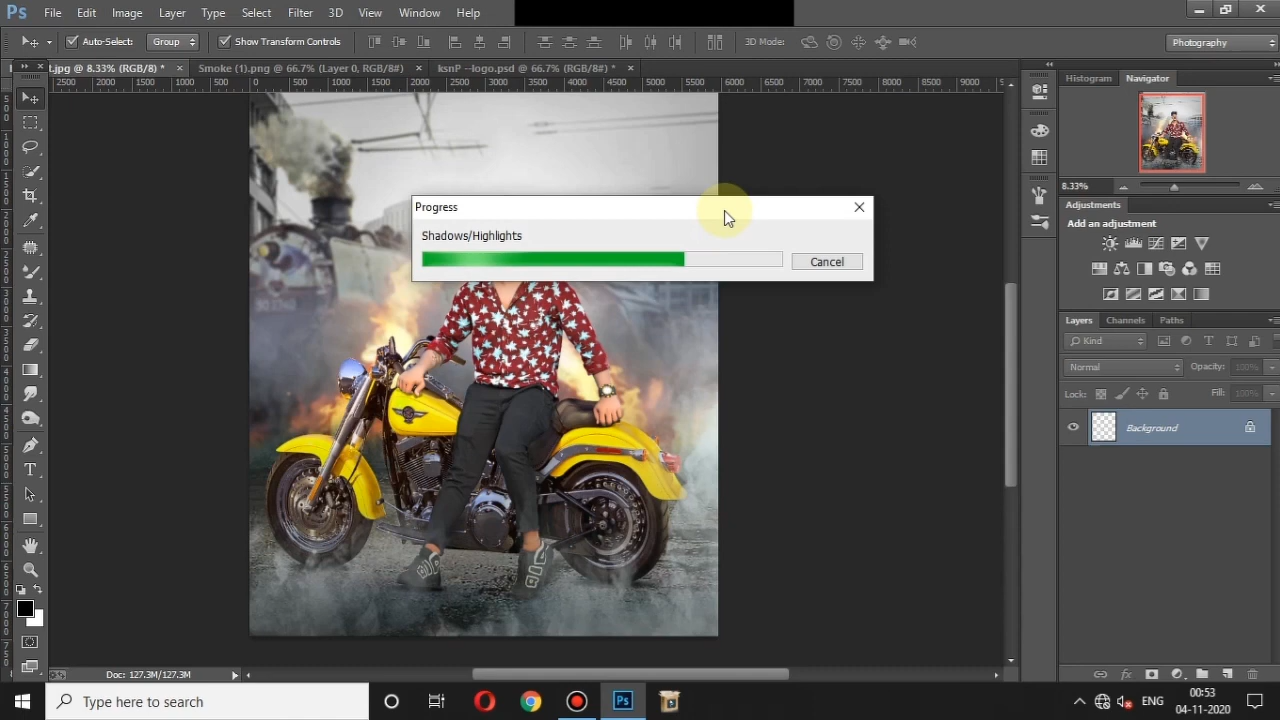 Ps File Edit Image Layer Type Select Filter 3D View Window Help
Auto-Select: Group Show Transform Controls 3D Mode: Photography
t.jpg @ 8.33% (RGB/8) * × Smoke (1).png @ 66.7% (Layer 0, RGB/8#) × ksnP --logo.psd @ 66.7% (RGB/8#) * ×
2500 2000 1500 1000 500 0 500 1000 1500 2000 2500 3000 3500 4000 4500 5000 5500 6000 6500 7000 7500 8000 8500 9000
Histogram Navigator
8.33%
Adjustments
Add an adjustment
Progress
Shadows/Highlights
Cancel
Layers Channels Paths
Kind
Normal Opacity: 100%
Lock: Fill: 100%
Background
Doc: 127.3M/127.3M
Type here to search
Ps
ENG
00:53
04-11-2020